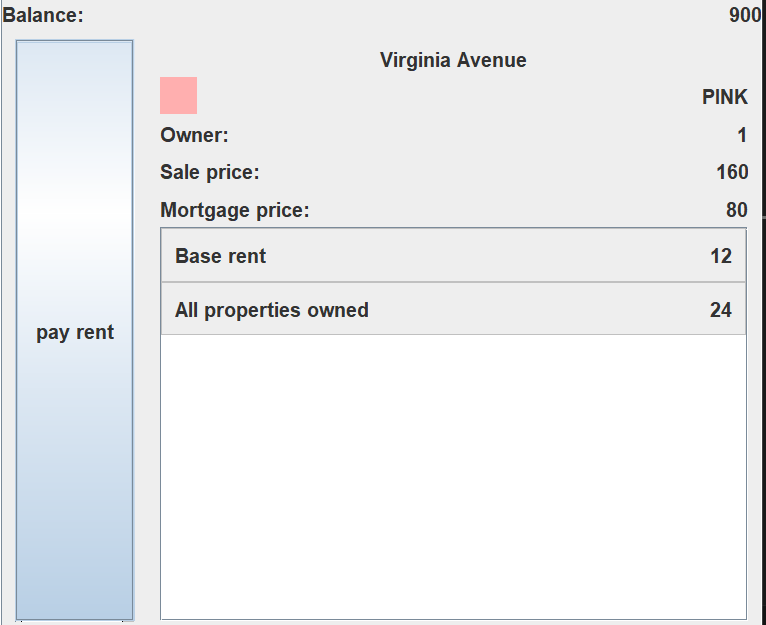 Balance: 900
Virginia Avenue
PINK
Owner: 1
Sale price: 160
Mortgage price: 80
Base rent 12
All properties owned 24
pay rent